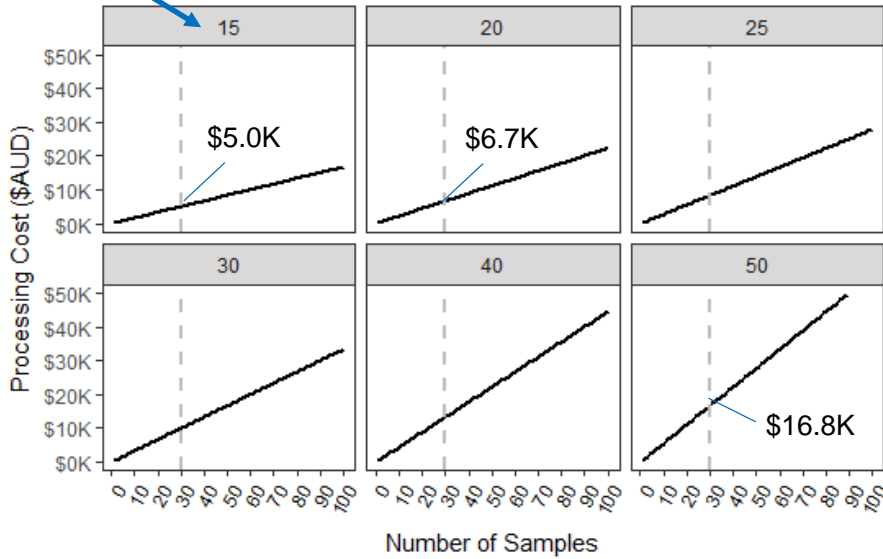 15 20 25
$50K
$40K
$30K
$20K
$10K
$0K
$5.0K
$6.7K
30 40 50
$50K
$40K
$30K
$20K
$10K
$0K
$16.8K
Processing Cost ($AUD)
0 10 20 30 40 50 60 70 80 90 100 0 10 20 30 40 50 60 70 80 90 100 0 10 20 30 40 50 60 70 80 90 100
Number of Samples